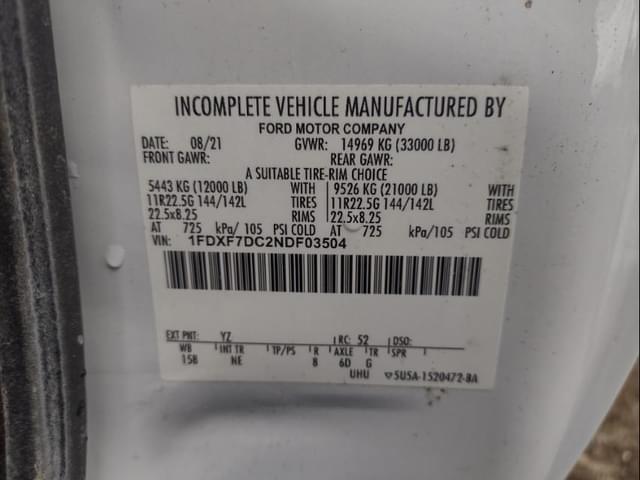 INCOMPLETE VEHICLE MANUFACTURED BY
FORD MOTOR COMPANY
DATE: 08/21 GVWR: 14969 KG (33000 LB)
FRONT GAWR: REAR GAWR:
A SUITABLE TIRE-RIM CHOICE
5443 KG (12000 LB) WITH 9526 KG (21000 LB) WITH
11R22.5G 144/142L TIRES 11R22.5G 144/142L TIRES
22.5x8.25 RIMS 22.5x8.25 RIMS
AT 725 kPa/ 105 PSI COLD AT 725 kPa/105 PSI COLD
VIN: 1FDXF7DC2NDF03504
EXT PNT: YZ RC: 52 DSO:
WB INT TR TP/PS R AXLE TR SPR
158 NE 8 6D G
UHU 5U5A-1520472-BA